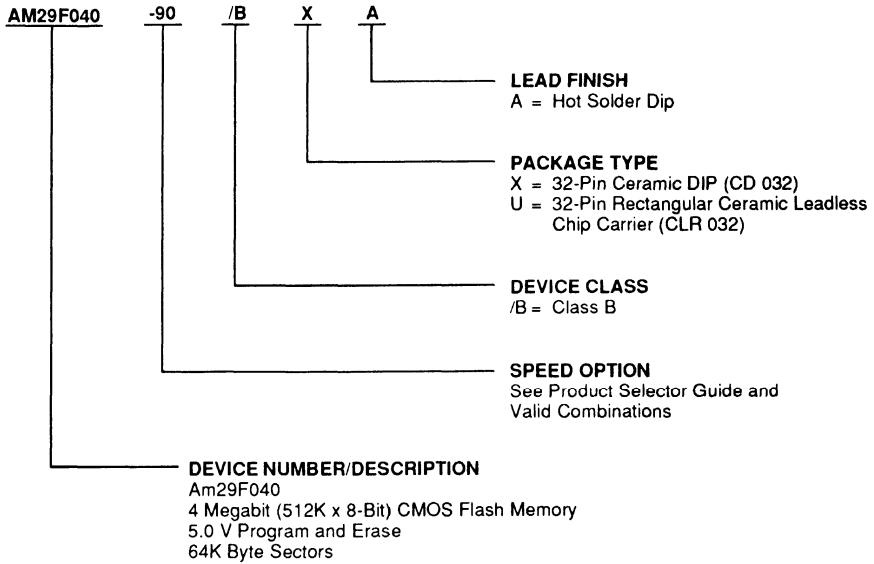 AM29F040 -90 /B X A
LEAD FINISH
A = Hot Solder Dip
PACKAGE TYPE
X = 32-Pin Ceramic DIP (CD 032)
U = 32-Pin Rectangular Ceramic Leadless
Chip Carrier (CLR 032)
DEVICE CLASS
/B = Class B
SPEED OPTION
See Product Selector Guide and
Valid Combinations
DEVICE NUMBER/DESCRIPTION
Am29F040
4 Megabit (512K x 8-Bit) CMOS Flash Memory
5.0 V Program and Erase
64K Byte Sectors